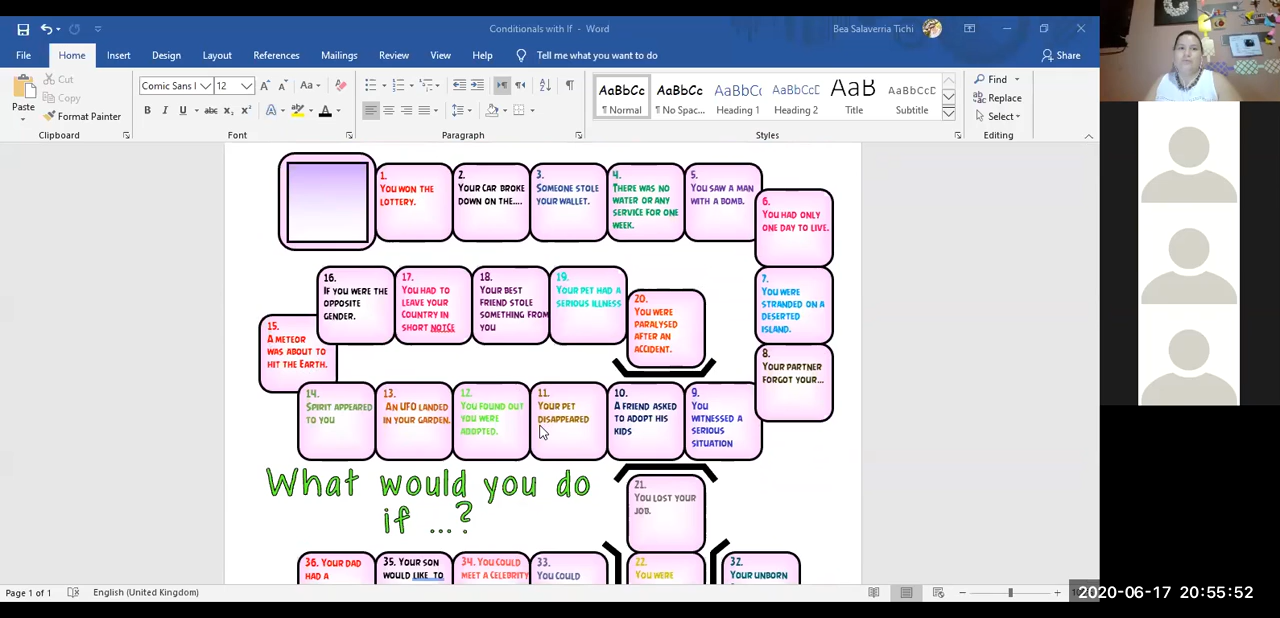 Conditionals with If - Word
Bea Salaverria Tichi
File Home Insert Design Layout References Mailings Review View Help Tell me what you want to do Share
Paste
Cut
Copy
Format Painter
Clipboard
Comic Sans I 12
Font
Paragraph
AaBbCc
¶ Normal
AaBbCc
¶ No Spac...
AaBbC(
Heading 1
AaBbCcI
Heading 2
AaB
Title
AaBbCcC
Subtitle
Styles
Find
Replace
Select
Editing
1.
You won the
lottery.
2.
Your car broke
down on the....
3.
Someone stole
your wallet.
4.
There was no
water or any
service for one
week.
5.
You saw a man
with a bomb.
6.
You had only
one day to live.
7.
You were
stranded on a
deserted
island.
8.
Your partner
forgot your...
9.
You
witnessed a
serious
situation
10.
A friend asked
to adopt his
kids
11.
Your pet
disappeared
12.
You found out
you were
adopted.
13.
An UFO landed
in your garden.
14.
Spirit appeared
to you
15.
A meteor
was about to
hit the Earth.
16.
If you were the
opposite
gender.
17.
You had to
leave your
country in
short notce
18.
Your best
friend stole
something from
you
19.
Your pet had a
serious illness
20.
You were
paralysed
after an
accident.
What would you do
if ...?
21.
You lost your
job.
22.
You were
32.
Your unborn
33.
You could
34. You could
meet a celebrity
35. Your son
would like to
36. Your dad
had a
Page 1 of 1 English (United Kingdom)
2020-06-17 20:55:52